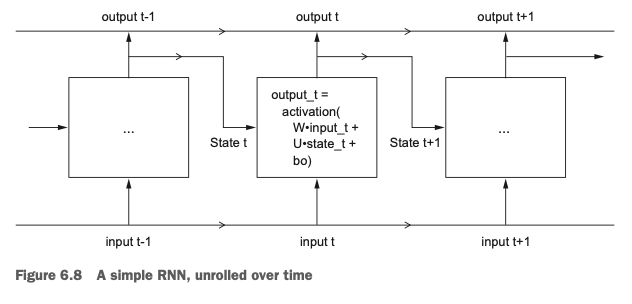 output t-1
output t
output t+1
...
output_t =
activation(
W•input_t +
U•state_t +
bo)
...
State t
State t+1
input t-1
input t
input t+1
Figure 6.8 A simple RNN, unrolled over time